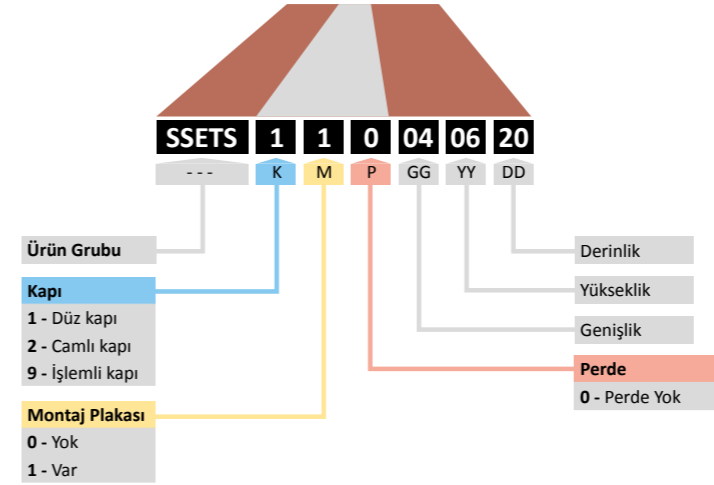 SSETS 1 1 0 04 06 20
--- K M P GG YY DD
Ürün Grubu
Kapı
1 - Düz kapı
2 - Camlı kapı
9 - İşlemli kapı
Montaj Plakası
0 - Yok
1 - Var
Derinlik
Yükseklik
Genişlik
Perde
0 - Perde Yok